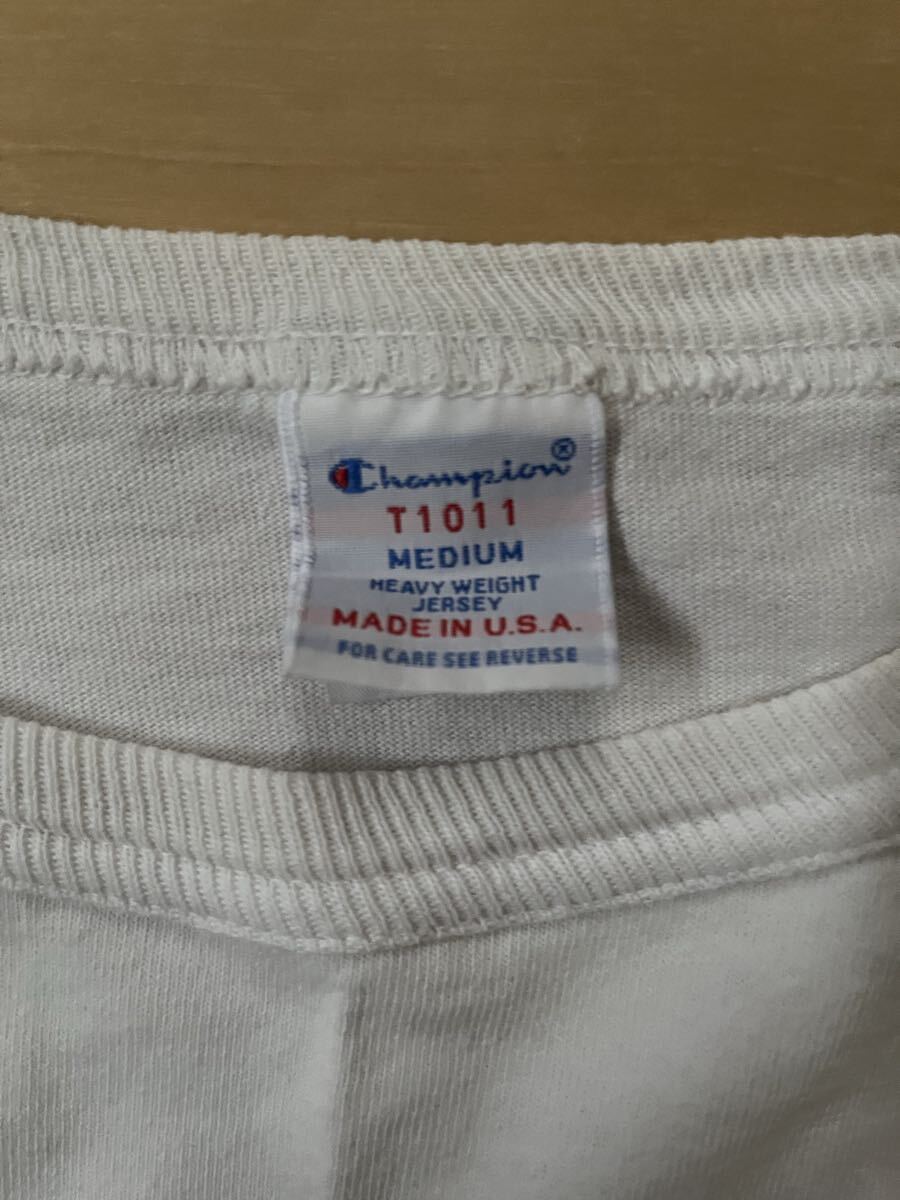 Champion®
T1011
MEDIUM
HEAVY WEIGHT
JERSEY
MADE IN U.S.A.
FOR CARE SEE REVERSE